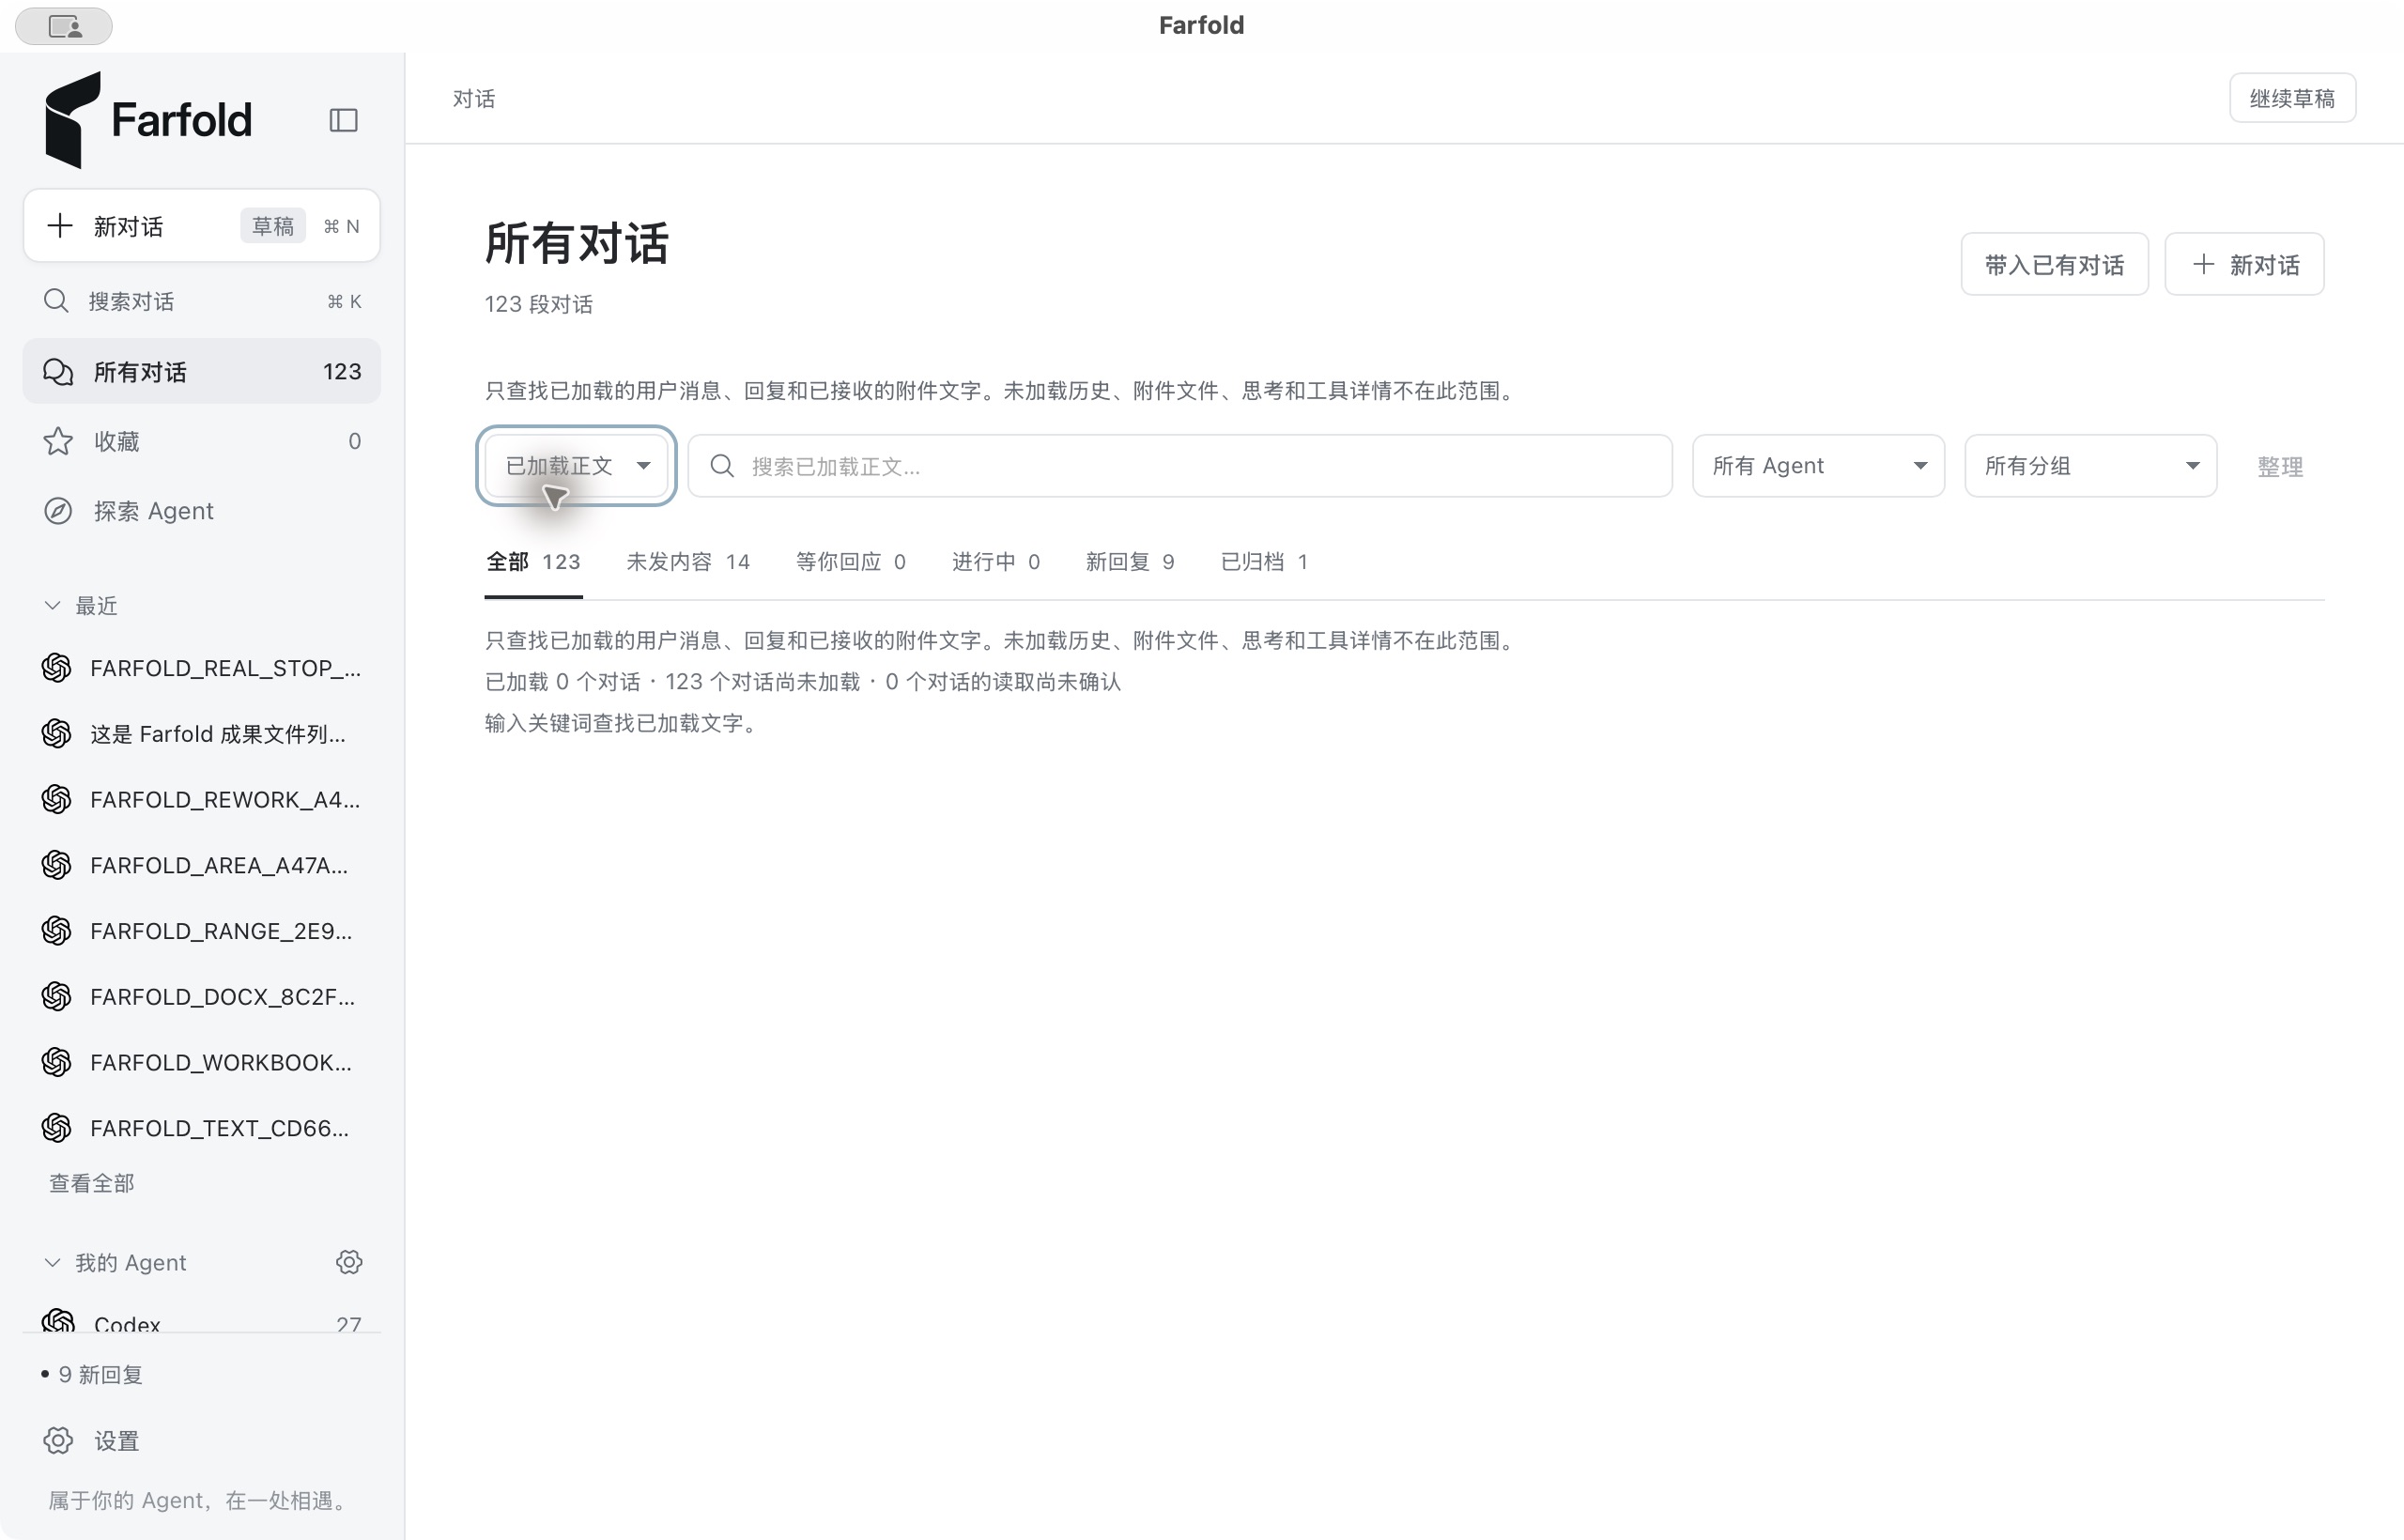 Farfold
Farfold
新对话 草稿 ⌘ N
搜索对话 ⌘ K
所有对话 123
收藏 0
探索 Agent
最近
FARFOLD_REAL_STOP_...
这是 Farfold 成果文件列...
FARFOLD_REWORK_A4...
FARFOLD_AREA_A47A...
FARFOLD_RANGE_2E9...
FARFOLD_DOCX_8C2F...
FARFOLD_WORKBOOK...
FARFOLD_TEXT_CD66...
查看全部
我的 Agent
Codex 27
9 新回复
设置
属于你的 Agent，在一处相遇。
对话 继续草稿
所有对话
123 段对话
带入已有对话 新对话
只查找已加载的用户消息、回复和已接收的附件文字。未加载历史、附件文件、思考和工具详情不在此范围。
已加载正文 搜索已加载正文... 所有 Agent 所有分组 整理
全部 123 未发内容 14 等你回应 0 进行中 0 新回复 9 已归档 1
只查找已加载的用户消息、回复和已接收的附件文字。未加载历史、附件文件、思考和工具详情不在此范围。
已加载 0 个对话 · 123 个对话尚未加载 · 0 个对话的读取尚未确认
输入关键词查找已加载文字。